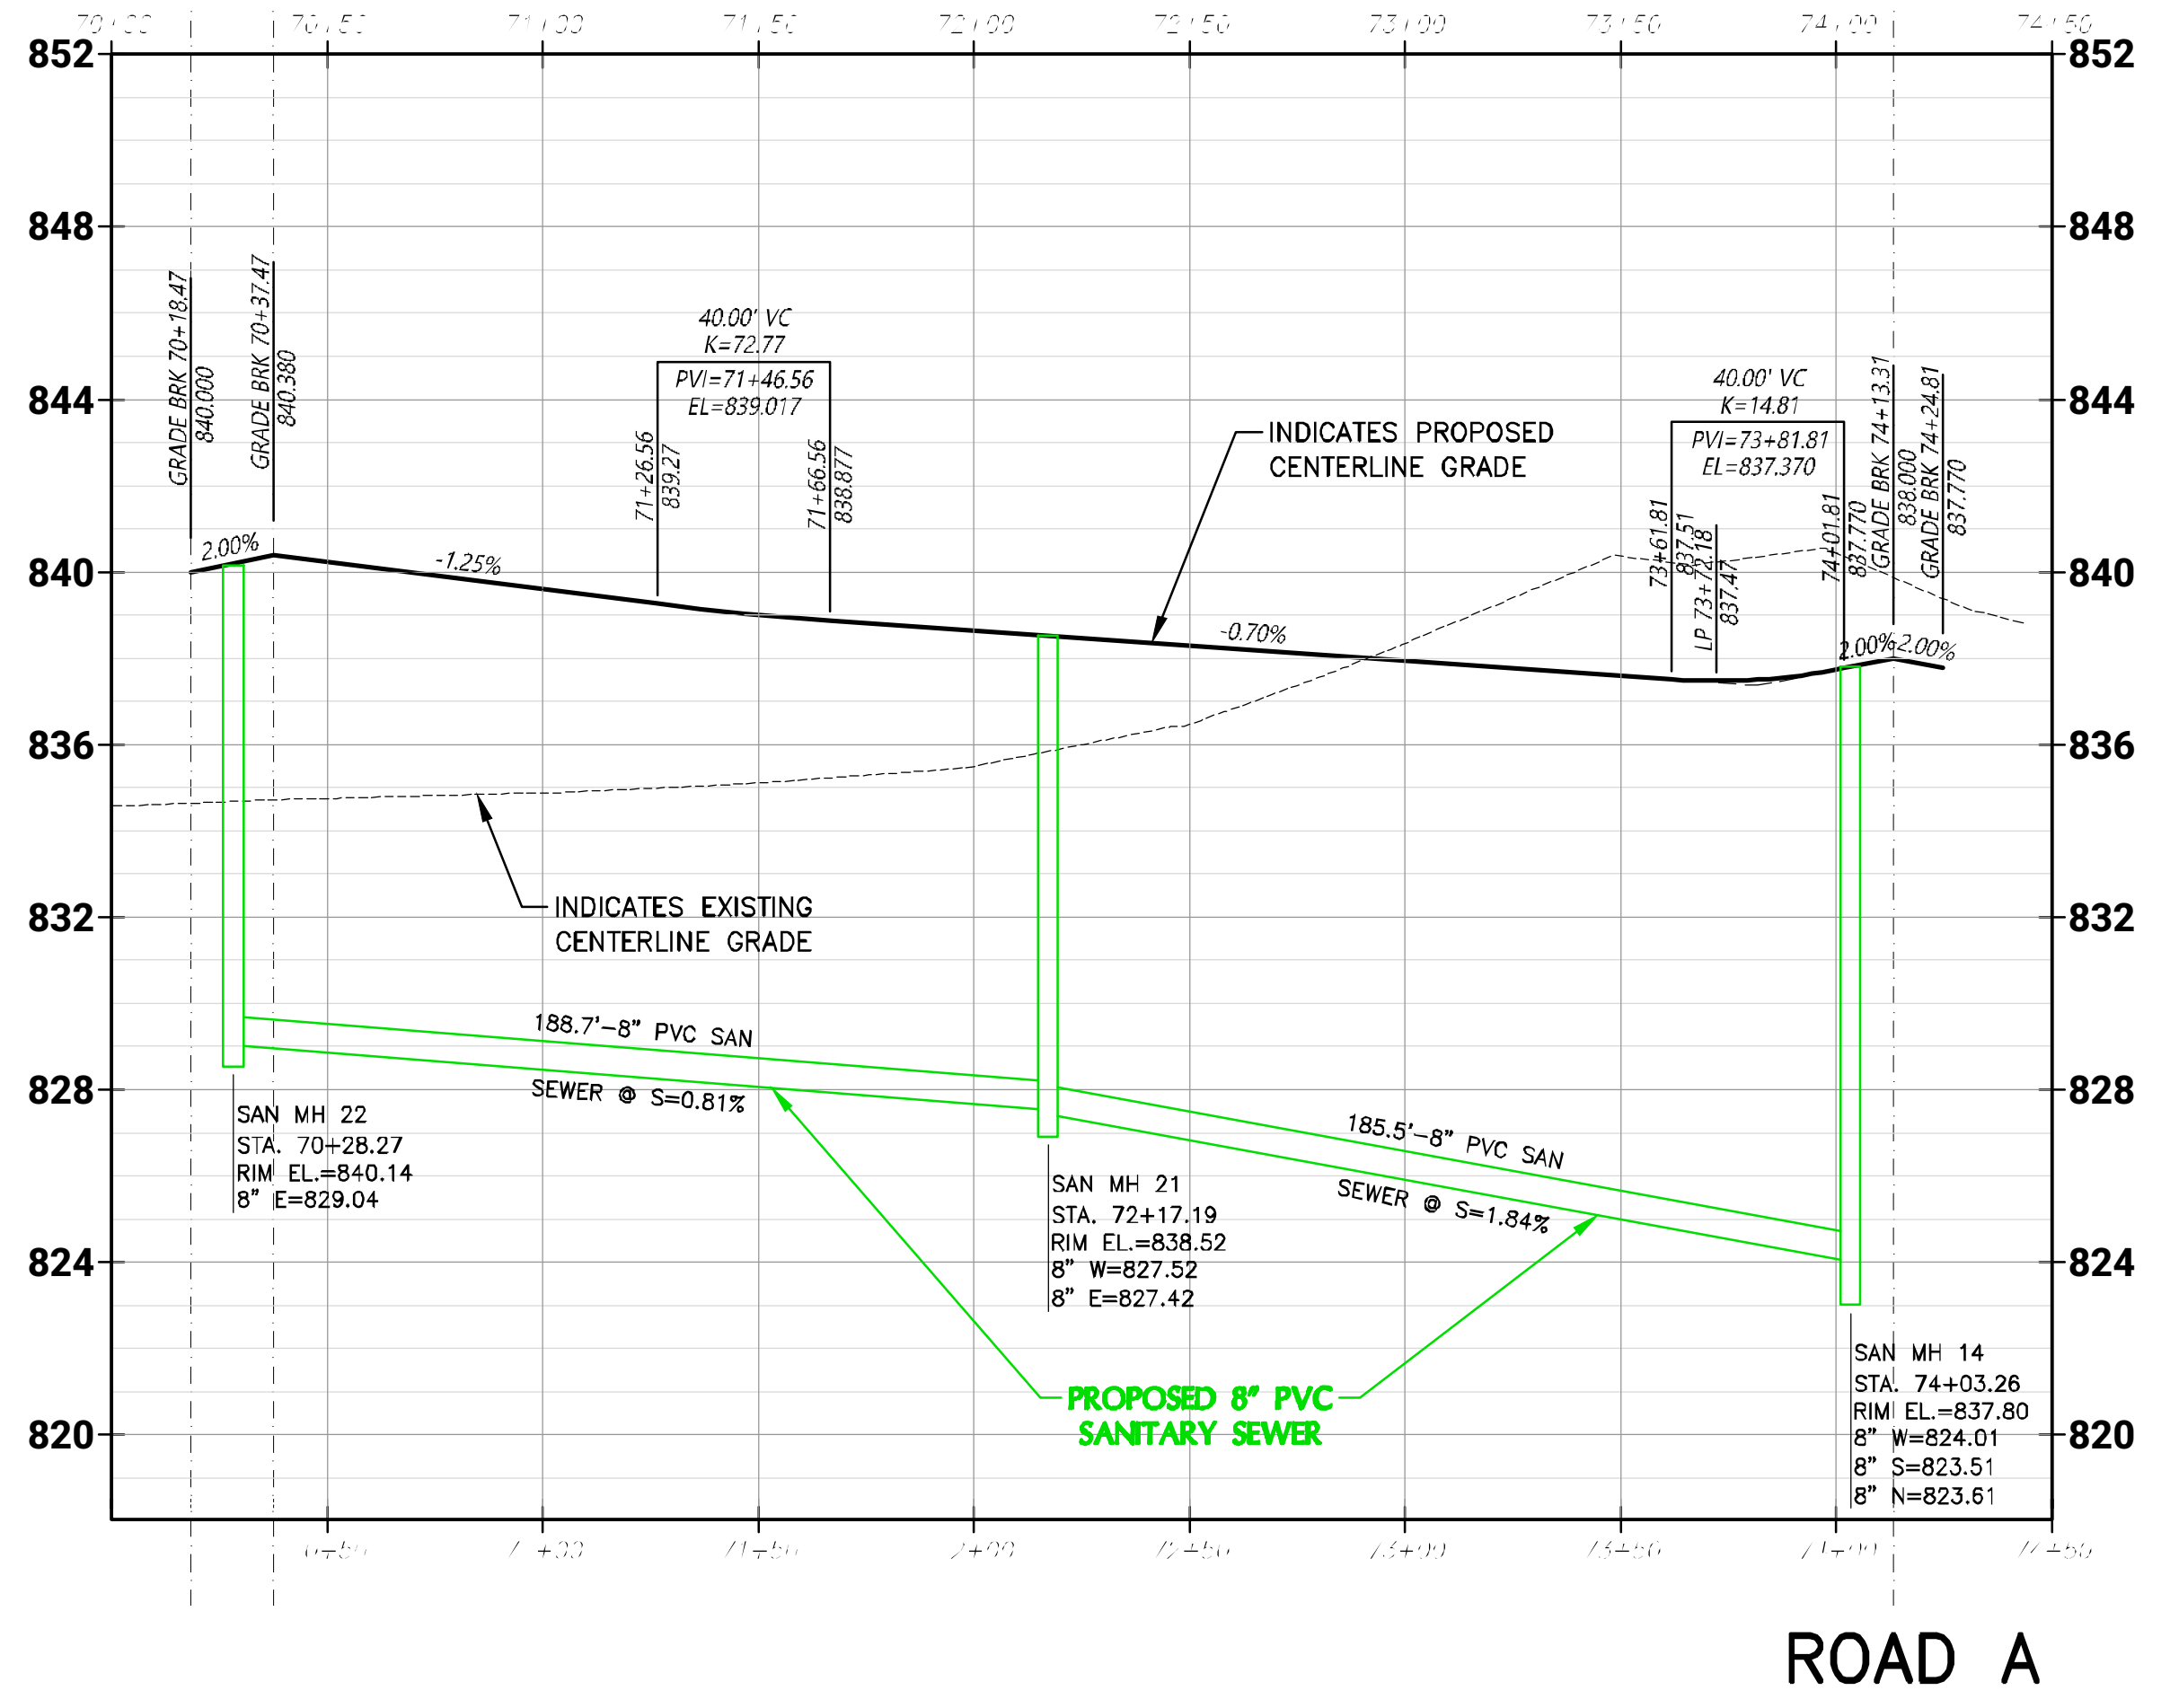 852
852
848
848
844
844
840
840
836
836
832
832
828
828
824
824
820
820
GRADE BRK 70+18.47
840.000
GRADE BRK 70+37.47
840.380
2.00%
-1.25%
40.00' VC
K=72.77
PVI=71+46.56
EL=839.017
71+26.56
839.27
71+66.56
838.877
INDICATES PROPOSED
CENTERLINE GRADE
-0.70%
40.00' VC
K=14.81
PVI=73+81.81
EL=837.370
73+61.81
837.51
LP 73+72.18
837.47
74+01.81
837.770
GRADE BRK 74+13.31
838.000
GRADE BRK 74+24.81
837.770
2.00%
-2.00%
INDICATES EXISTING
CENTERLINE GRADE
188.7'-8" PVC SAN
SEWER @ S=0.81%
185.5'-8" PVC SAN
SEWER @ S=1.84%
SAN MH 22
STA. 70+28.27
RIM EL.=840.14
8" E=829.04
SAN MH 21
STA. 72+17.19
RIM EL.=838.52
8" W=827.52
8" E=827.42
PROPOSED 8" PVC
SANITARY SEWER
SAN MH 14
STA. 74+03.26
RIM EL.=837.80
8" W=824.01
8" S=823.51
8" N=823.61
ROAD A